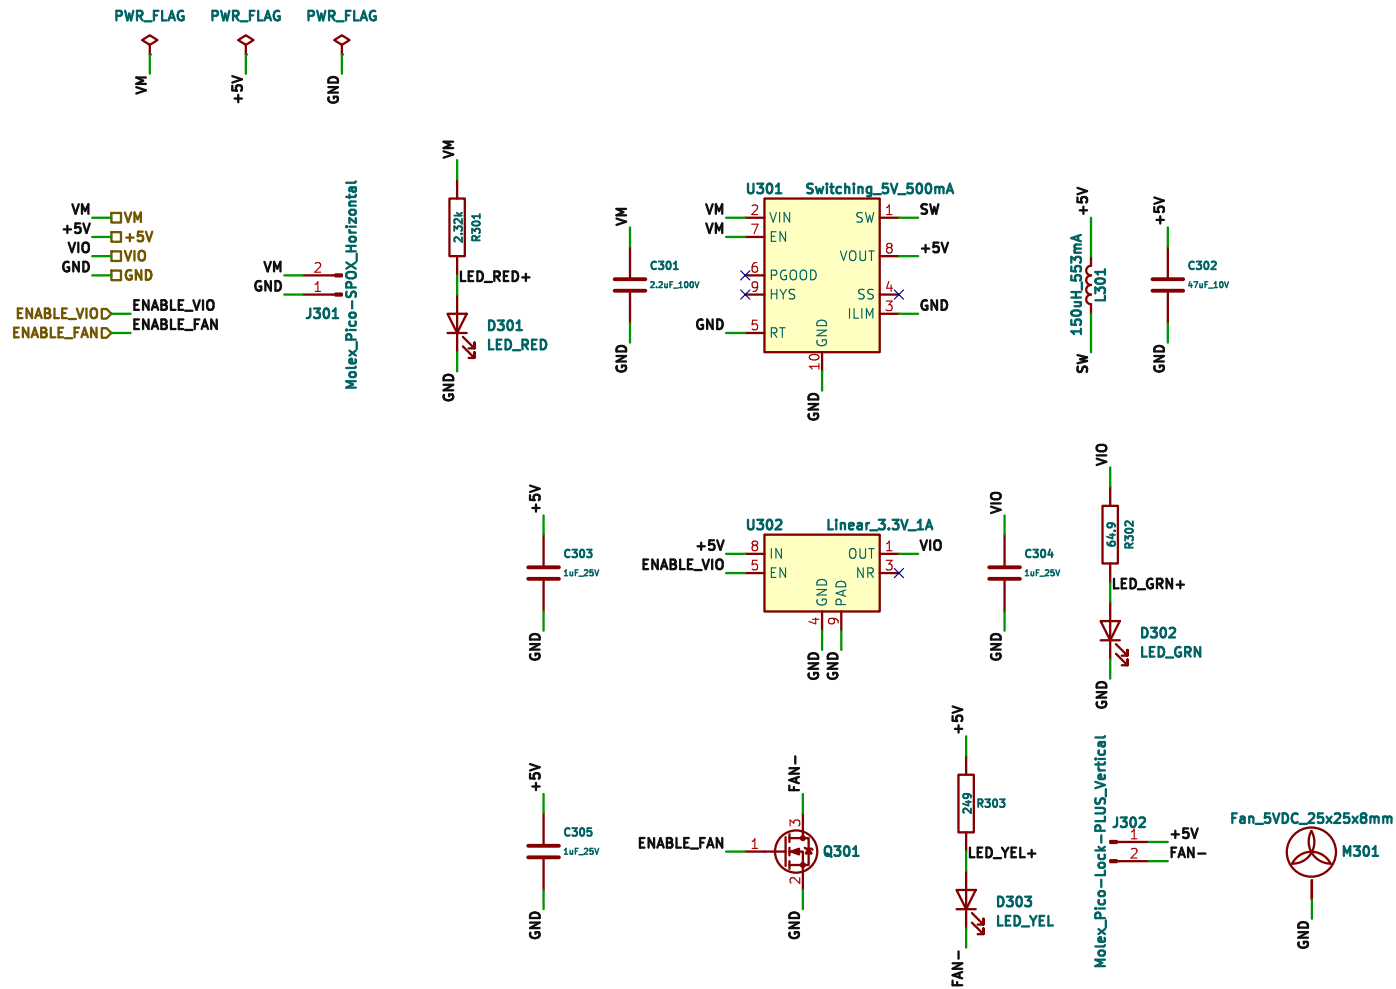 PWR_FLAG PWR_FLAG PWR_FLAG
VM +5V GND
VM VM
+5V +5V
VIO VIO
GND GND
ENABLE_VIO ENABLE_VIO
ENABLE_FAN ENABLE_FAN
VM 2
GND 1
J301
Molex_Pico-SPOX_Horizontal
VM
2.32k
R301
LED_RED+
D301
LED_RED
GND
VM
C301
2.2uF_100V
GND
U301 Switching_5V_500mA
VM 2 VIN SW 1 SW
VM 7 EN
VOUT 8 +5V
6 PGOOD
9 HYS SS 4
ILIM 3 GND
GND 5 RT
GND
10
GND
+5V
150uH_553mA
L301
SW
+5V
C302
47uF_10V
GND
+5V
C303
1uF_25V
GND
U302 Linear_3.3V_1A
+5V 8 IN OUT 1 VIO
ENABLE_VIO 5 EN NR 3
GND PAD
4 9
GND GND
VIO
C304
1uF_25V
GND
VIO
64.9
R302
LED_GRN+
D302
LED_GRN
GND
+5V
C305
1uF_25V
GND
FAN-
3
ENABLE_FAN 1 Q301
2
GND
+5V
249
R303
LED_YEL+
D303
LED_YEL
FAN-
Molex_Pico-Lock-PLUS_Vertical
J302
1 +5V
2 FAN-
Fan_5VDC_25x25x8mm
M301
GND